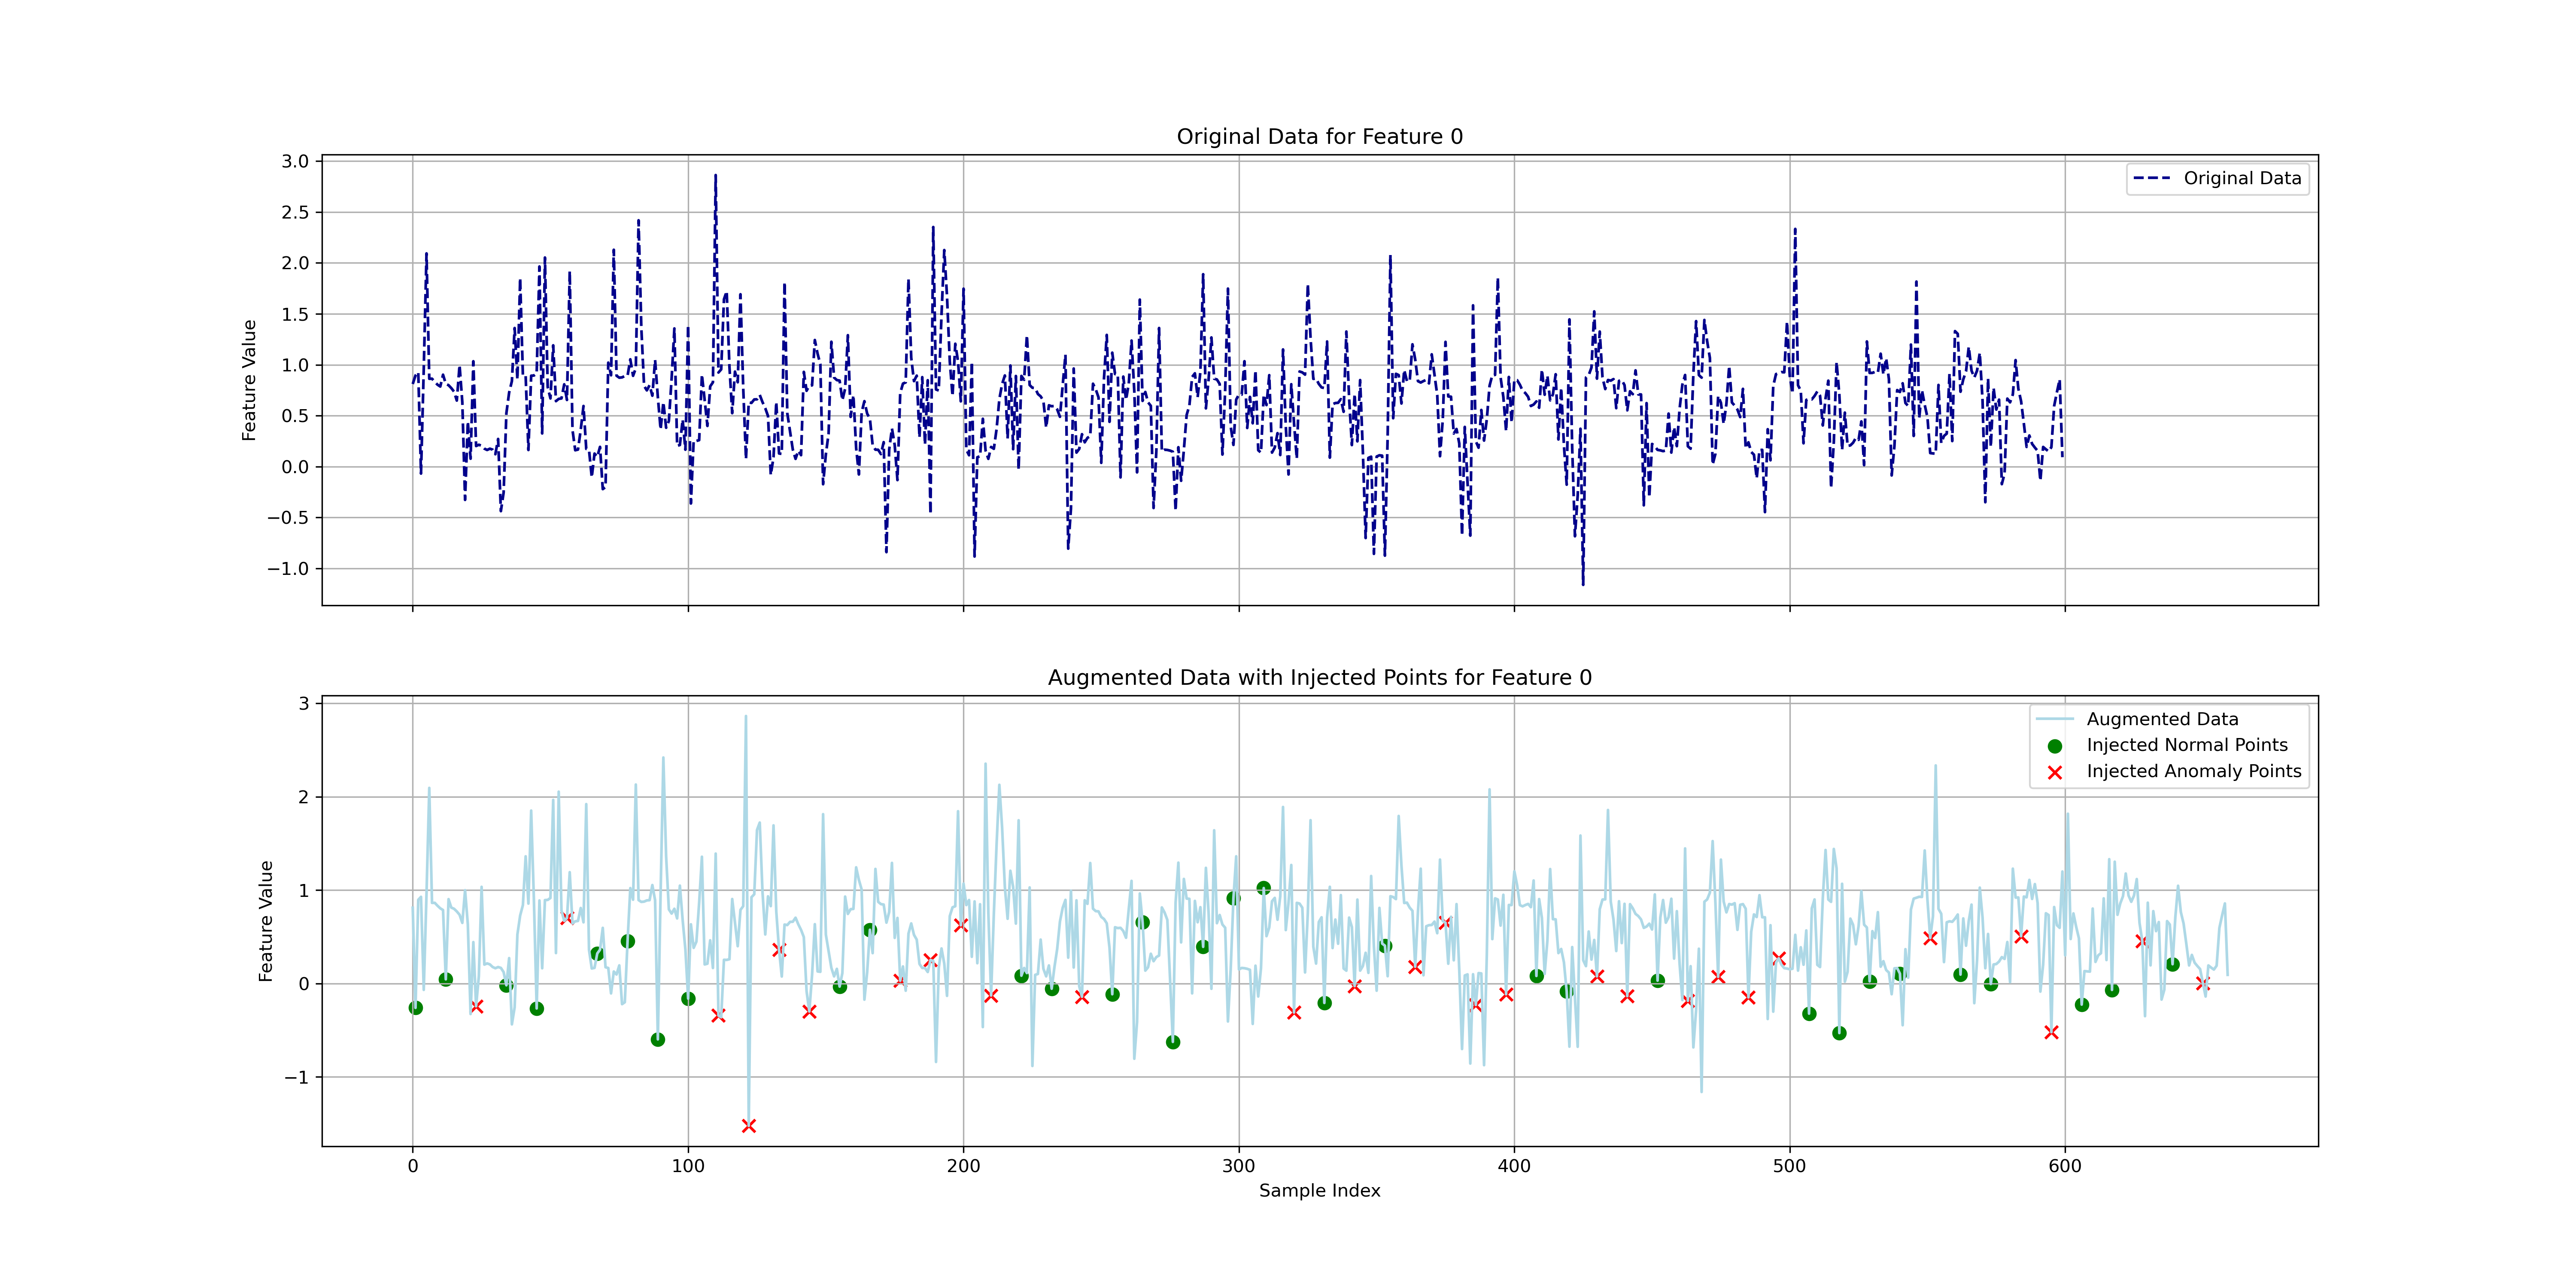 Original Data for Feature 0
3.0
2.5
2.0
1.5
1.0
0.5
0.0
−0.5
−1.0
Feature Value
Original Data
Augmented Data with Injected Points for Feature 0
3
2
1
0
−1
Feature Value
Augmented Data
Injected Normal Points
Injected Anomaly Points
0 100 200 300 400 500 600
Sample Index